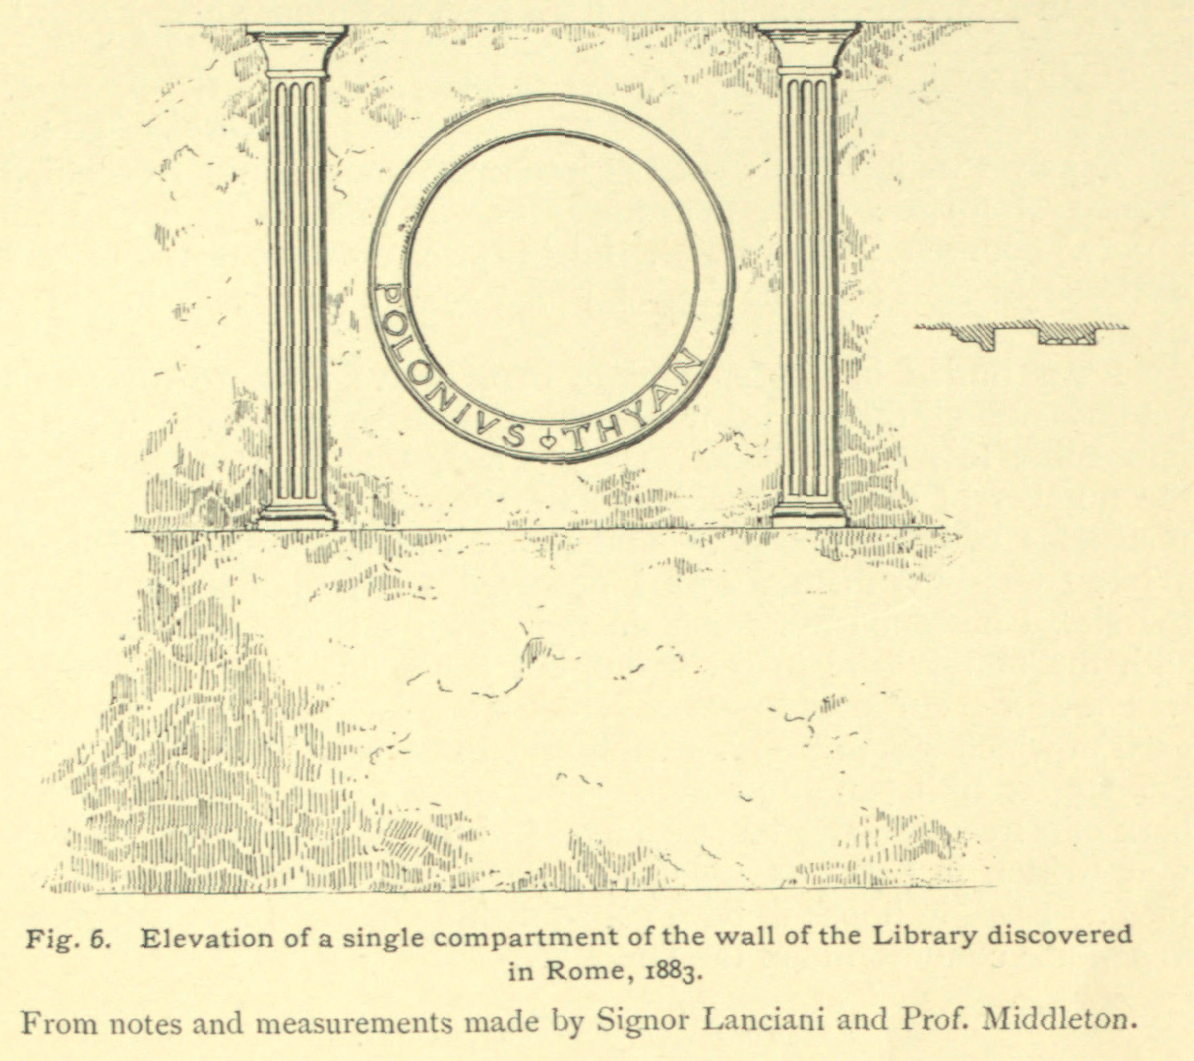 POLONIVS THYAN
Fig. 6. Elevation of a single compartment of the wall of the Library discovered
in Rome, 1883.
From notes and measurements made by Signor Lanciani and Prof. Middleton.